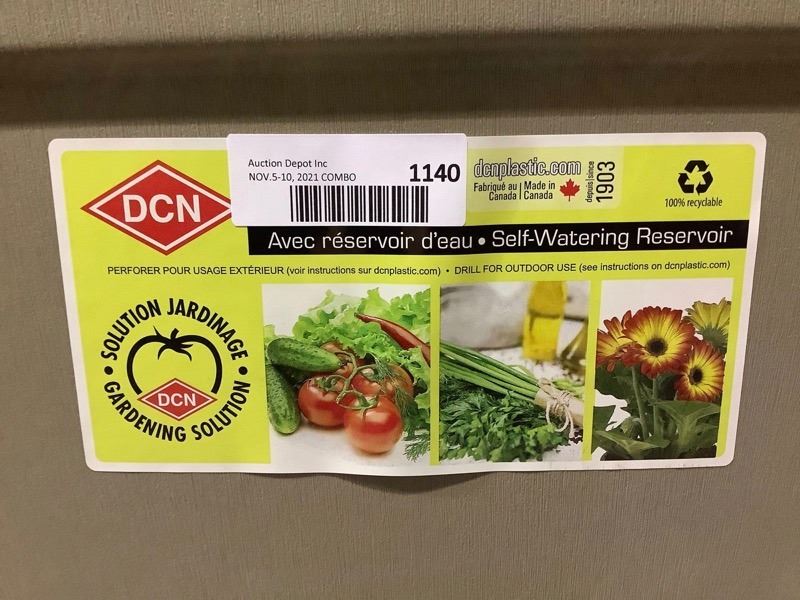 DCN
Auction Depot Inc
NOV.5-10, 2021 COMBO
1140
dcnplastic.com
Fabriqué au | Made in
Canada | Canada
depuis | since
1903
100% recyclable
Avec réservoir d'eau • Self-Watering Reservoir
PERFORER POUR USAGE EXTÉRIEUR (voir instructions sur dcnplastic.com) • DRILL FOR OUTDOOR USE (see instructions on dcnplastic.com)
• SOLUTION JARDINAGE •
DCN
GARDENING SOLUTION